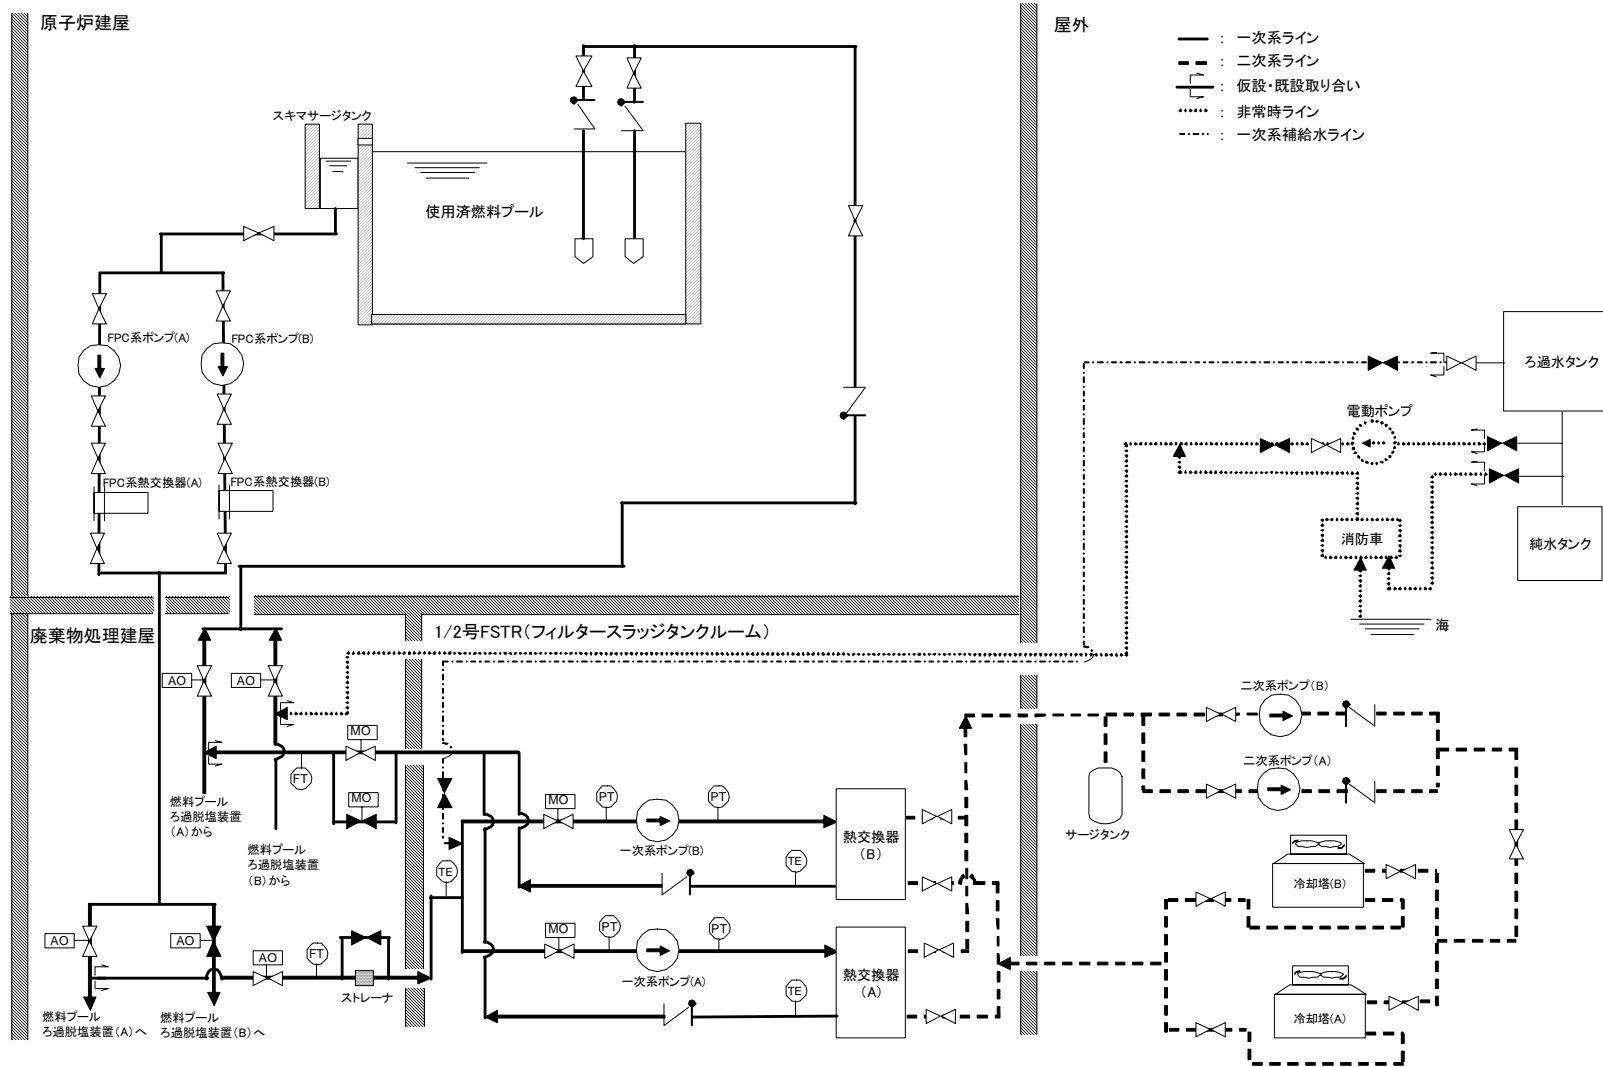 原子炉建屋
屋外
： 一次系ライン
： 二次系ライン
： 仮設・既設取り合い
： 非常時ライン
： 一次系補給水ライン
スキマサージタンク
使用済燃料プール
FPC系ポンプ(A)
FPC系ポンプ(B)
FPC系熱交換器(A)
FPC系熱交換器(B)
ろ過水タンク
電動ポンプ
消防車
純水タンク
海
廃棄物処理建屋
1/2号FSTR(フィルタースラッジタンクルーム)
AO
AO
MO
FT
MO
燃料プール
ろ過脱塩装置
(A)から
燃料プール
ろ過脱塩装置
(B)から
MO
PT
PT
一次系ポンプ(B)
熱交換器
(B)
TE
TE
MO
PT
PT
一次系ポンプ(A)
熱交換器
(A)
TE
AO
AO
AO
FT
ストレーナ
燃料プール
ろ過脱塩装置(A)へ
燃料プール
ろ過脱塩装置(B)へ
二次系ポンプ(B)
二次系ポンプ(A)
サージタンク
冷却塔(B)
冷却塔(A)